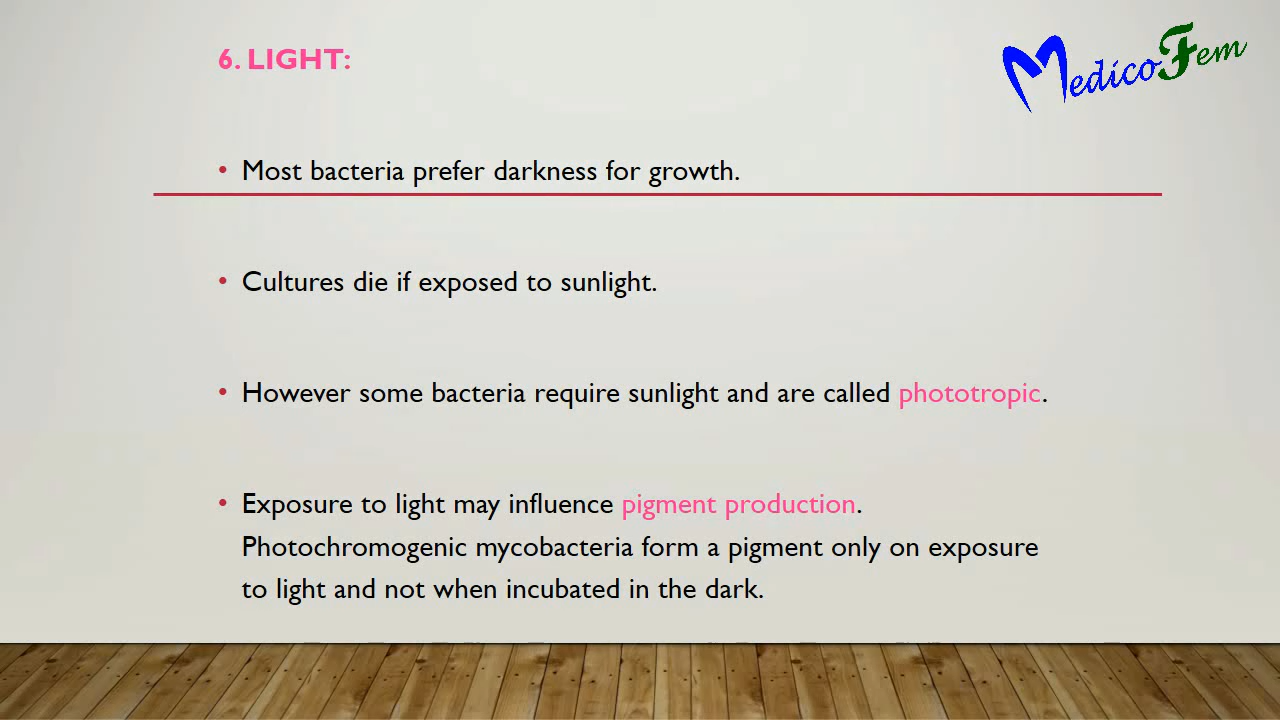 6. LIGHT:
MedicoFem
• Most bacteria prefer darkness for growth.
• Cultures die if exposed to sunlight.
• However some bacteria require sunlight and are called phototropic.
• Exposure to light may influence pigment production.
Photochromogenic mycobacteria form a pigment only on exposure
to light and not when incubated in the dark.